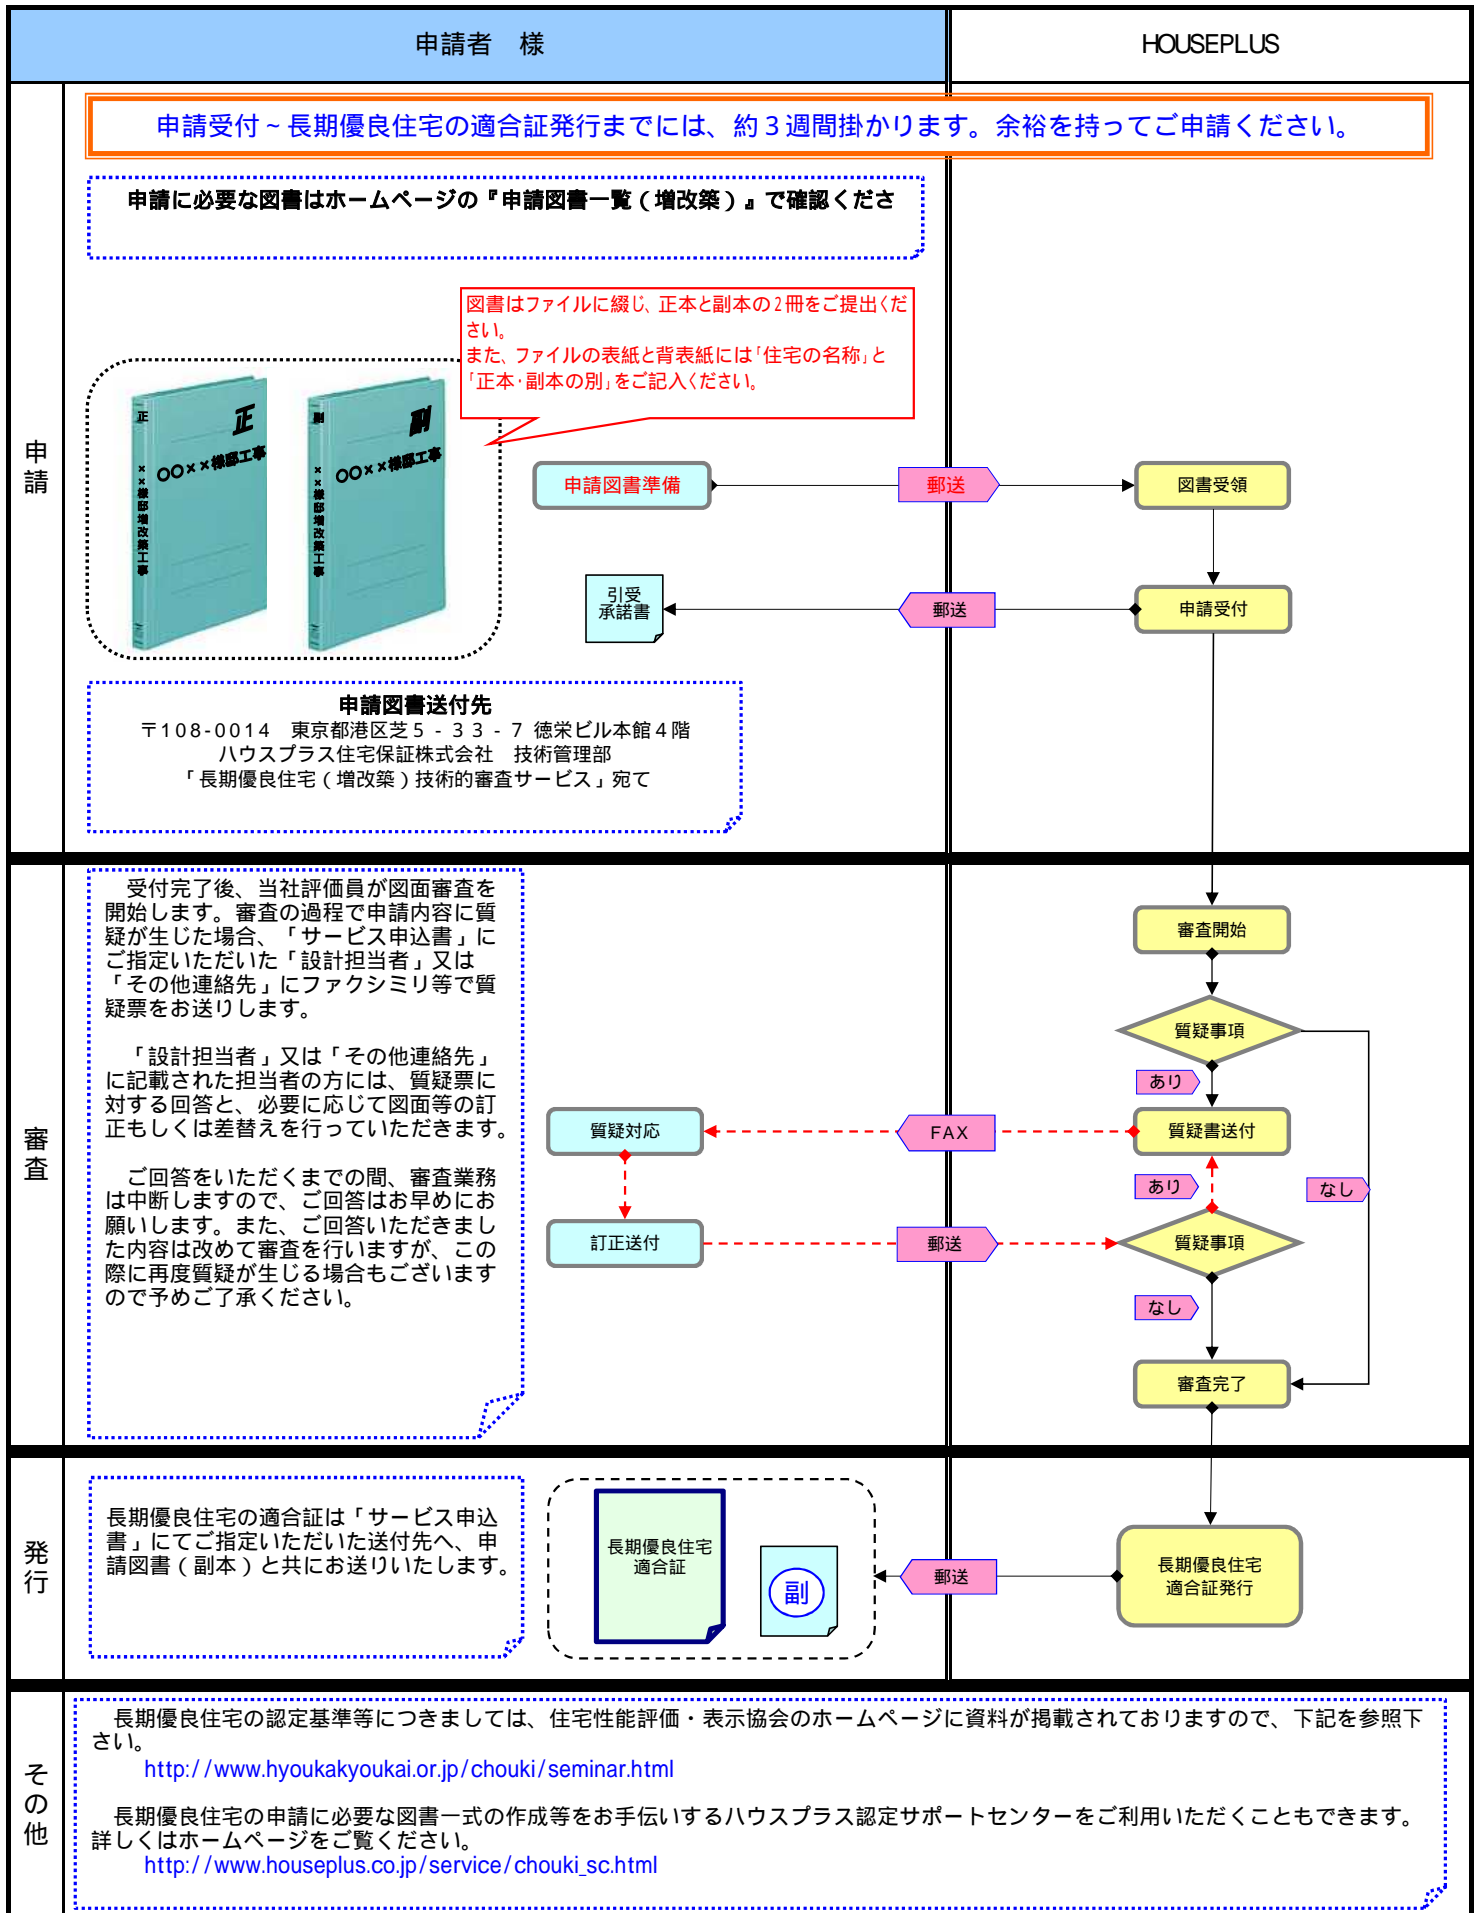 申請者　様
HOUSEPLUS
申請
申請受付～長期優良住宅の適合証発行までには、約３週間掛かります。余裕を持ってご申請ください。
申請に必要な図書はホームページの『申請図書一覧（増改築）』で確認くださ
図書はファイルに綴じ、正本と副本の2冊をご提出くだ
さい。
また、ファイルの表紙と背表紙には「住宅の名称」と
「正本・副本の別」をご記入ください。
正
正
〇〇××様邸工事
××様邸増改築工事
副
副
〇〇××様邸工事
××様邸増改築工事
申請図書準備
郵送
図書受領
引受
承諾書
郵送
申請受付
申請図書送付先
〒108-0014　東京都港区芝５-３３-７ 徳栄ビル本館４階
ハウスプラス住宅保証株式会社　技術管理部
「長期優良住宅（増改築）技術的審査サービス」宛て
審査
受付完了後、当社評価員が図面審査を
開始します。審査の過程で申請内容に質
疑が生じた場合、「サービス申込書」に
ご指定いただいた「設計担当者」又は
「その他連絡先」にファクシミリ等で質
疑票をお送りします。
「設計担当者」又は「その他連絡先」
に記載された担当者の方には、質疑票に
対する回答と、必要に応じて図面等の訂
正もしくは差替えを行っていただきます。
ご回答をいただくまでの間、審査業務
は中断しますので、ご回答はお早めにお
願いします。また、ご回答いただきまし
た内容は改めて審査を行いますが、この
際に再度質疑が生じる場合もございます
ので予めご了承ください。
審査開始
質疑事項
あり
質疑対応
FAX
質疑書送付
あり
なし
訂正送付
郵送
質疑事項
なし
審査完了
発行
長期優良住宅の適合証は「サービス申込
書」にてご指定いただいた送付先へ、申
請図書（副本）と共にお送りいたします。
長期優良住宅
適合証
副
郵送
長期優良住宅
適合証発行
その他
長期優良住宅の認定基準等につきましては、住宅性能評価・表示協会のホームページに資料が掲載されておりますので、下記を参照下
さい。
http://www.hyoukakyoukai.or.jp/chouki/seminar.html
長期優良住宅の申請に必要な図書一式の作成等をお手伝いするハウスプラス認定サポートセンターをご利用いただくこともできます。
詳しくはホームページをご覧ください。
http://www.houseplus.co.jp/service/chouki_sc.html